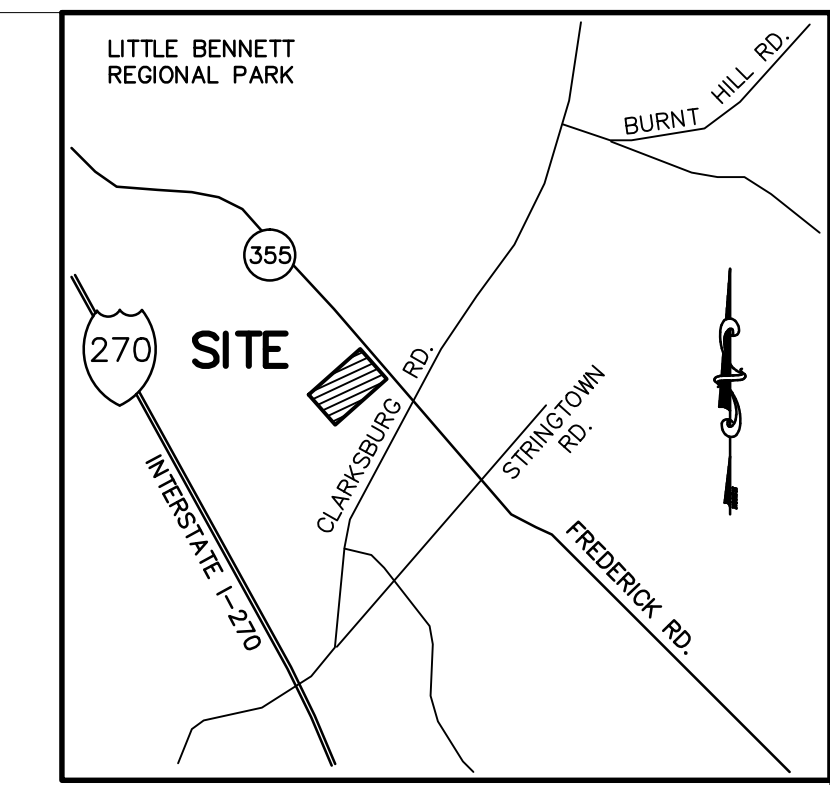 LITTLE BENNETT
REGIONAL PARK
BURNT HILL RD.
355
270
SITE
CLARKSBURG RD.
STRINGTOWN
RD.
INTERSTATE I-270
FREDERICK RD.